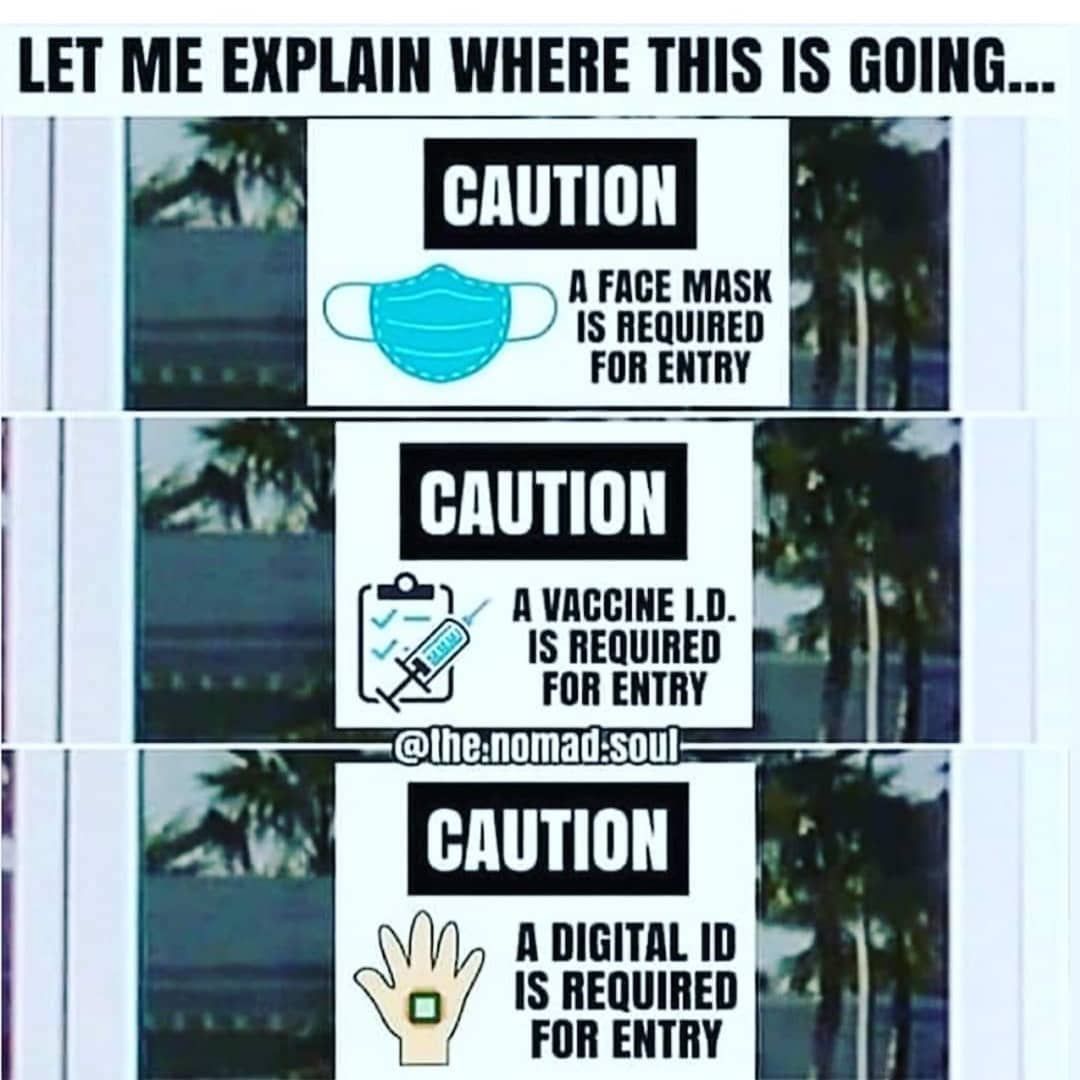 LET ME EXPLAIN WHERE THIS IS GOING...
CAUTION
A FACE MASK
IS REQUIRED
FOR ENTRY
CAUTION
A VACCINE I.D.
IS REQUIRED
FOR ENTRY
@the.nomad.soul
CAUTION
A DIGITAL ID
IS REQUIRED
FOR ENTRY